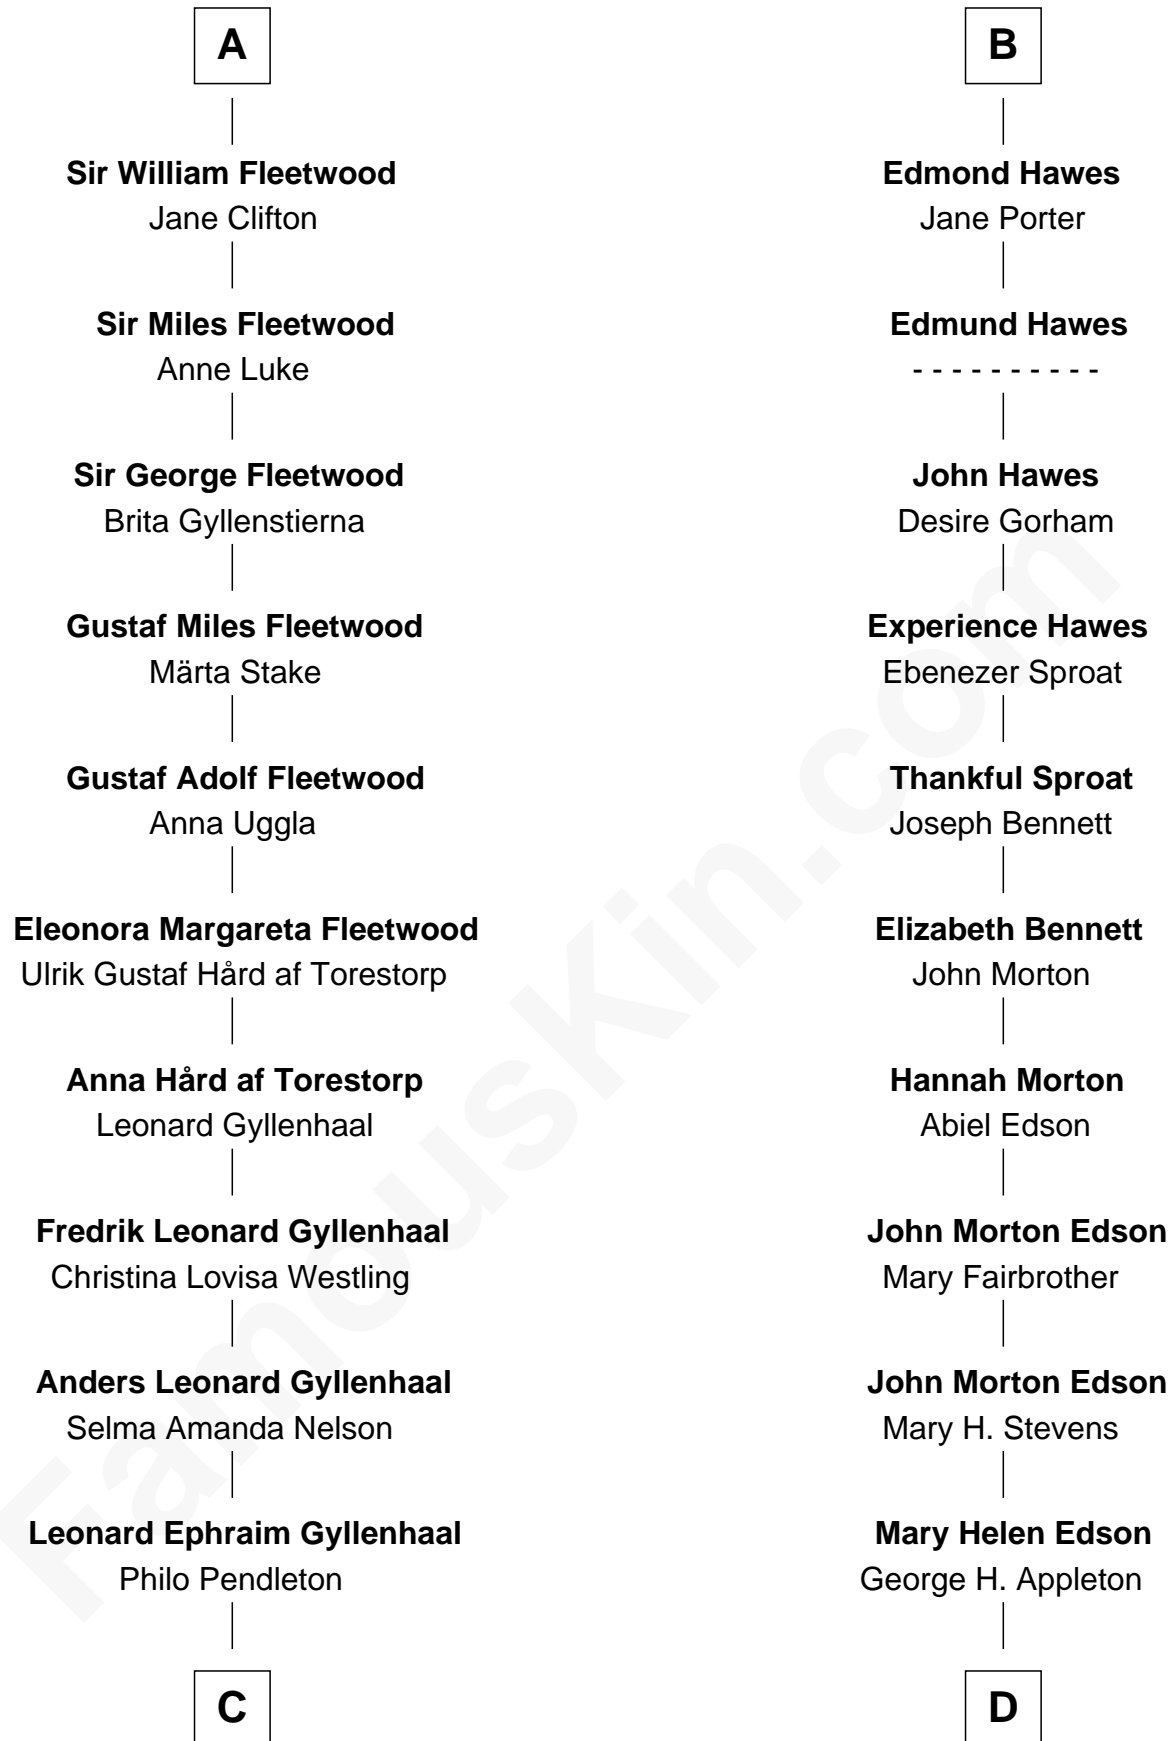 A
Sir William Fleetwood
Jane Clifton
Sir Miles Fleetwood
Anne Luke
Sir George Fleetwood
Brita Gyllenstierna
Gustaf Miles Fleetwood
Märta Stake
Gustaf Adolf Fleetwood
Anna Uggla
Eleonora Margareta Fleetwood
Ulrik Gustaf Hård af Torestorp
Anna Hård af Torestorp
Leonard Gyllenhaal
Fredrik Leonard Gyllenhaal
Christina Lovisa Westling
Anders Leonard Gyllenhaal
Selma Amanda Nelson
Leonard Ephraim Gyllenhaal
Philo Pendleton
C
B
Edmond Hawes
Jane Porter
Edmund Hawes
- - - - - - - - - -
John Hawes
Desire Gorham
Experience Hawes
Ebenezer Sproat
Thankful Sproat
Joseph Bennett
Elizabeth Bennett
John Morton
Hannah Morton
Abiel Edson
John Morton Edson
Mary Fairbrother
John Morton Edson
Mary H. Stevens
Mary Helen Edson
George H. Appleton
D
FamousKin.com